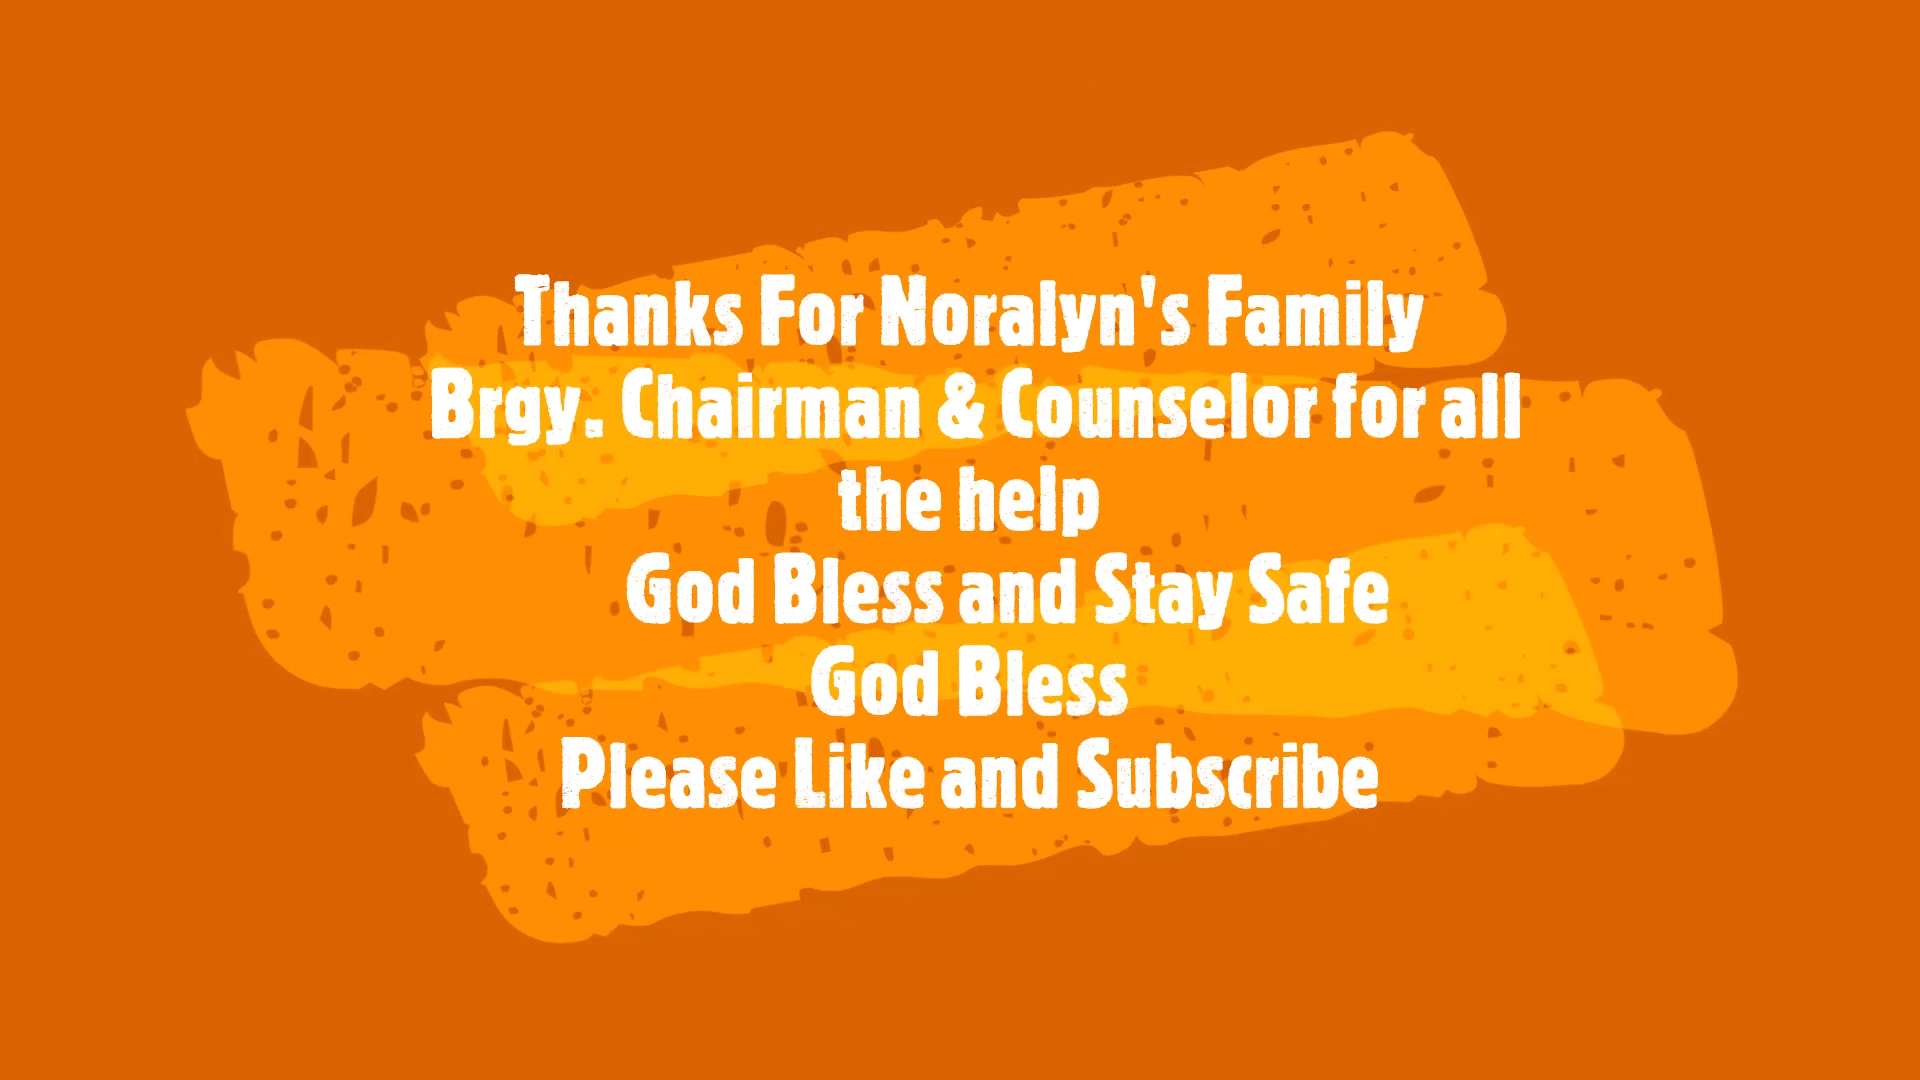 Thanks For Noralyn's Family
Brgy. Chairman & Counselor for all
the help
God Bless and Stay Safe
God Bless
Please Like and Subscribe